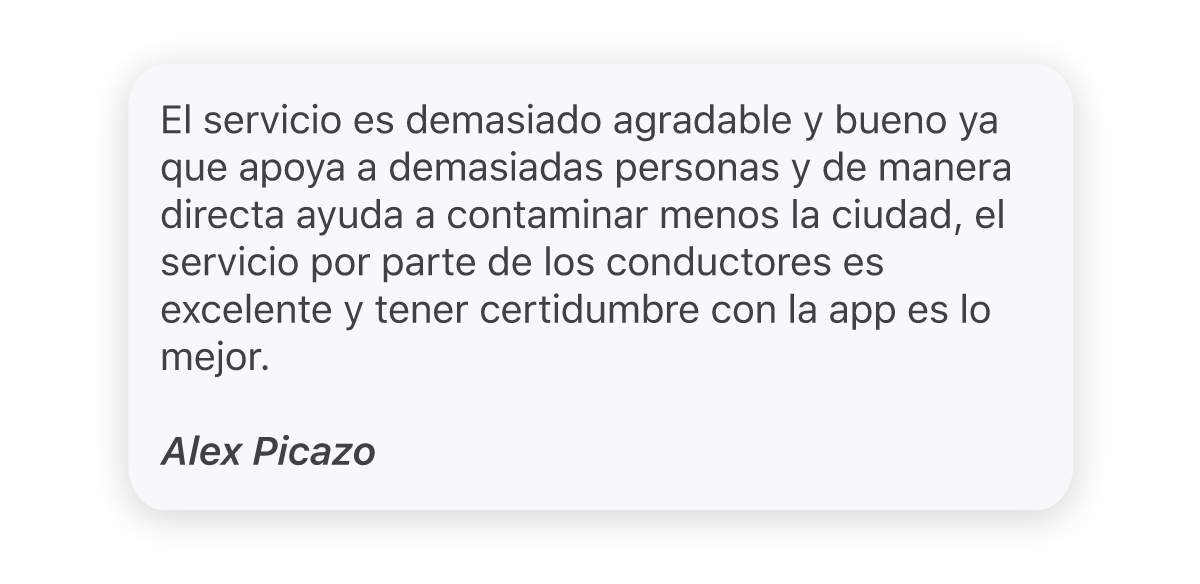 El servicio es demasiado agradable y bueno ya
que apoya a demasiadas personas y de manera
directa ayuda a contaminar menos la ciudad, el
servicio por parte de los conductores es
excelente y tener certidumbre con la app es lo
mejor.
Alex Picazo